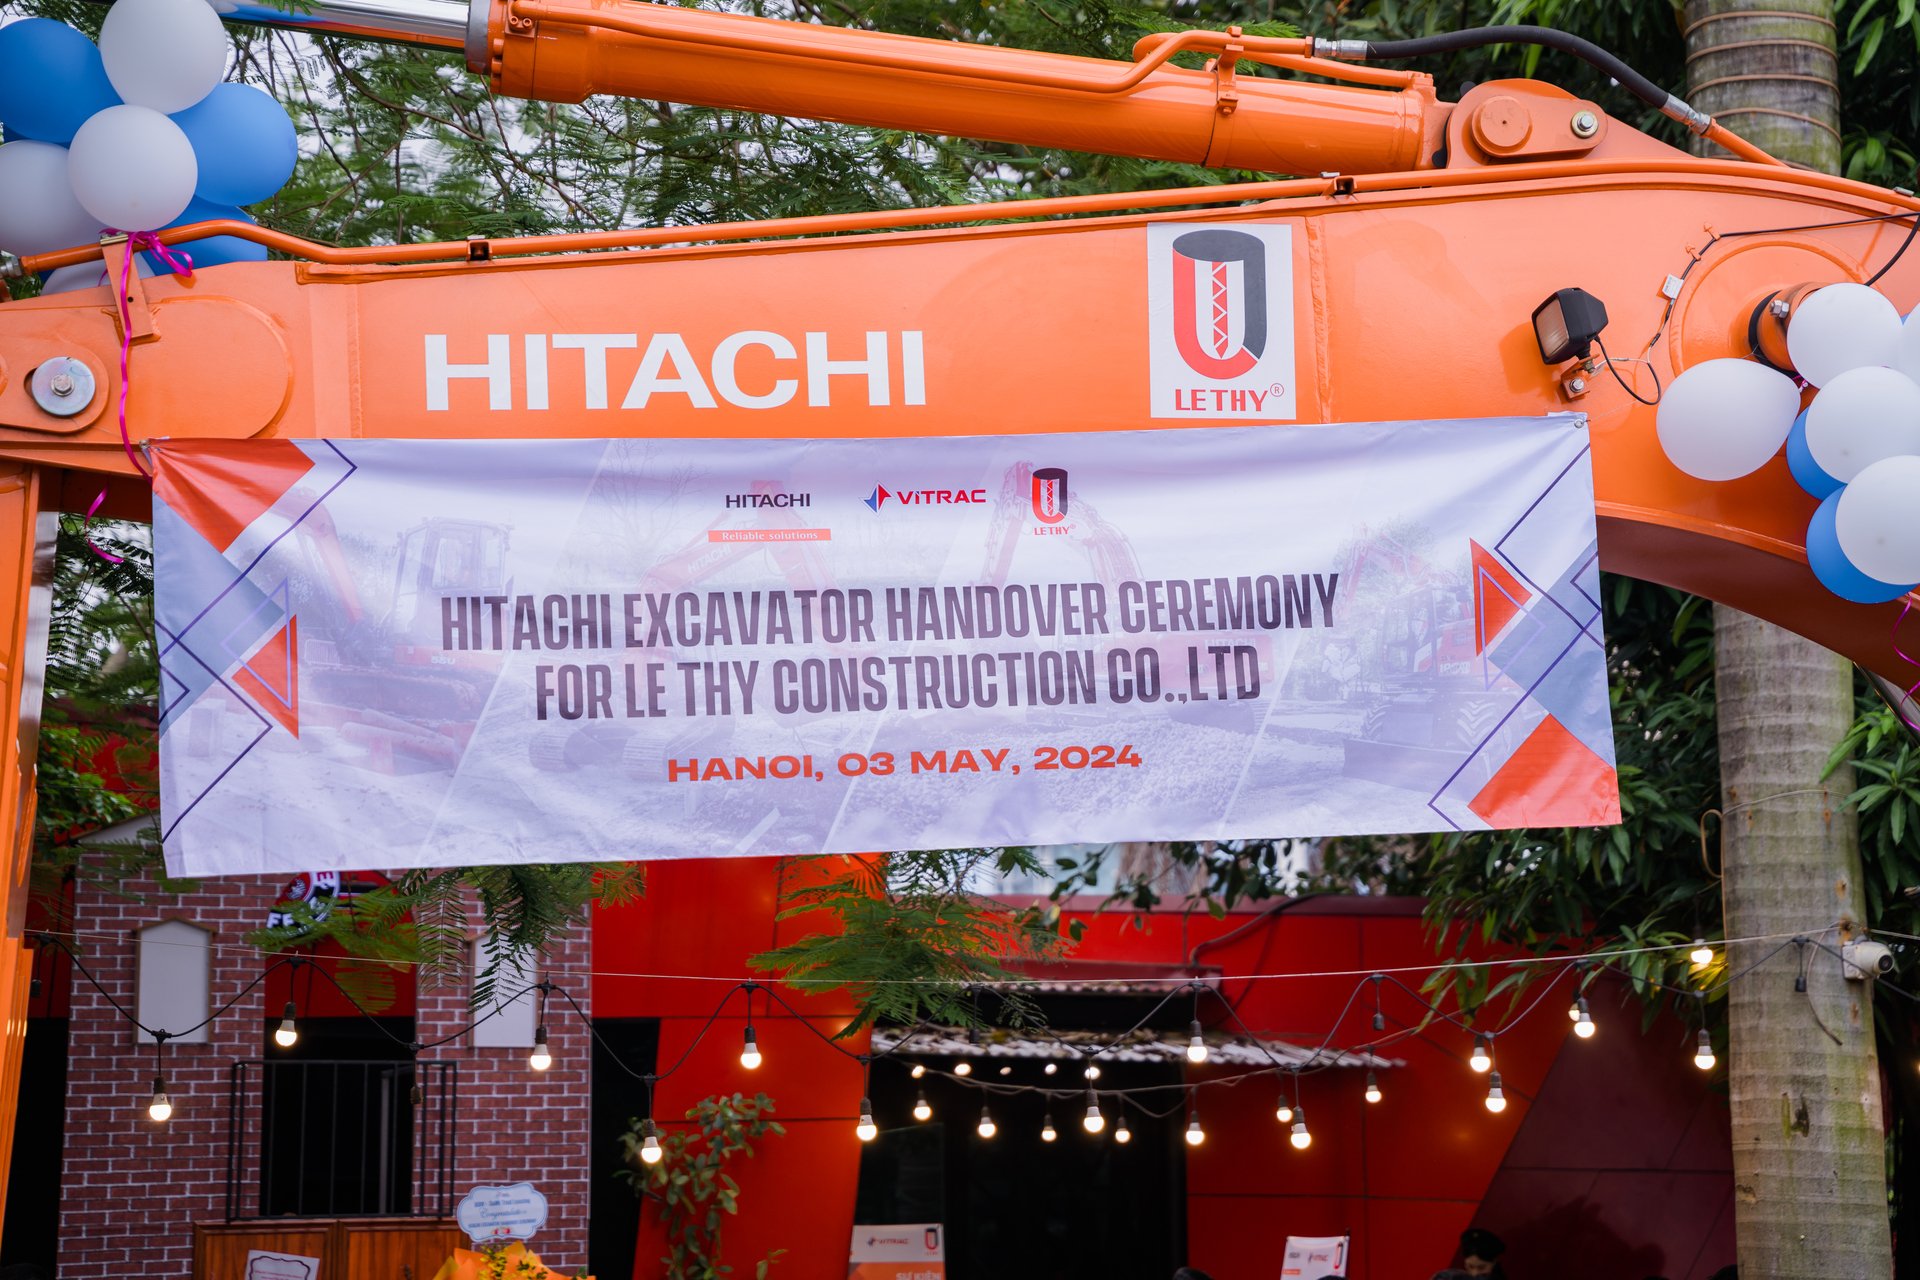 HITACHI
LETHY®
HITACHI
Reliable solutions
ViTRAC
LETHY®
HITACHI EXCAVATOR HANDOVER CEREMONY
FOR LE THY CONSTRUCTION CO.,LTD
HANOI, 03 MAY, 2024
Congratulations